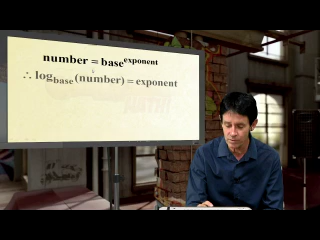 number = base^exponent
∴ log_base(number) = exponent